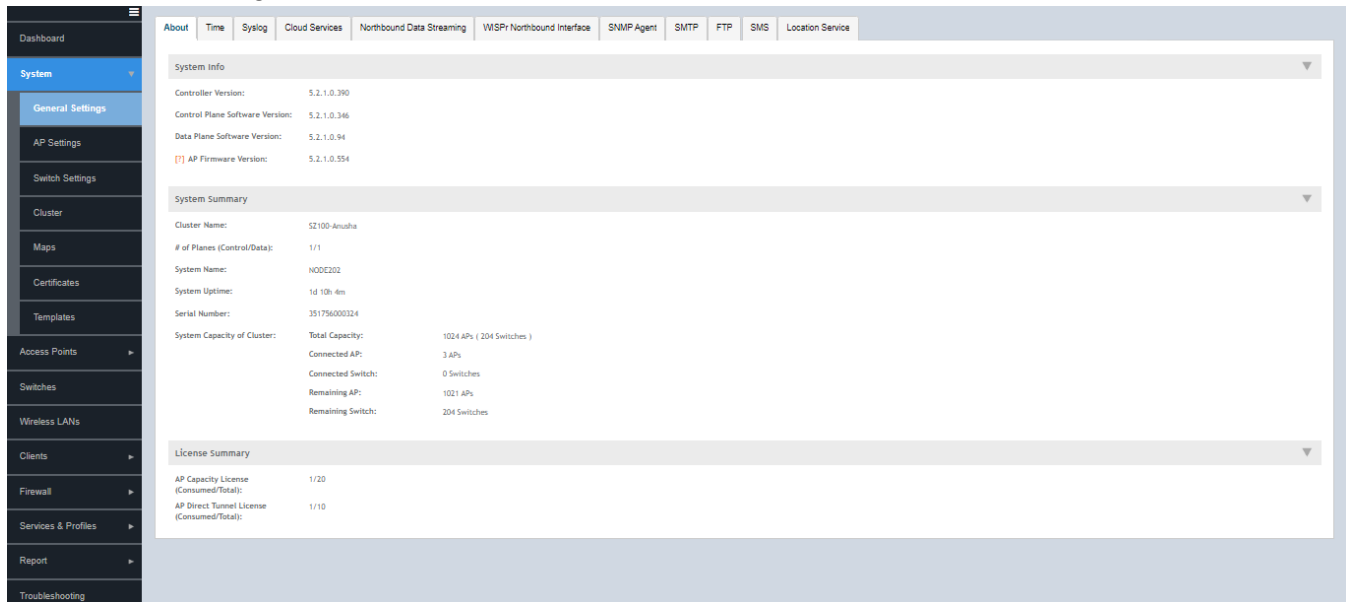 Dashboard
System
General Settings
AP Settings
Switch Settings
Cluster
Maps
Certificates
Templates
Access Points
Switches
Wireless LANs
Clients
Firewall
Services & Profiles
Report
Troubleshooting
About Time Syslog Cloud Services Northbound Data Streaming WISPr Northbound Interface SNMP Agent SMTP FTP SMS Location Service
System Info
Controller Version: 5.2.1.0.390
Control Plane Software Version: 5.2.1.0.346
Data Plane Software Version: 5.2.1.0.94
[?] AP Firmware Version: 5.2.1.0.554
System Summary
Cluster Name: SZ100-Anusha
# of Planes (Control/Data): 1/1
System Name: NODE202
System Uptime: 1d 10h 4m
Serial Number: 351756000324
System Capacity of Cluster: Total Capacity: 1024 APs ( 204 Switches )
Connected AP: 3 APs
Connected Switch: 0 Switches
Remaining AP: 1021 APs
Remaining Switch: 204 Switches
License Summary
AP Capacity License 1/20
(Consumed/Total):
AP Direct Tunnel License 1/10
(Consumed/Total):